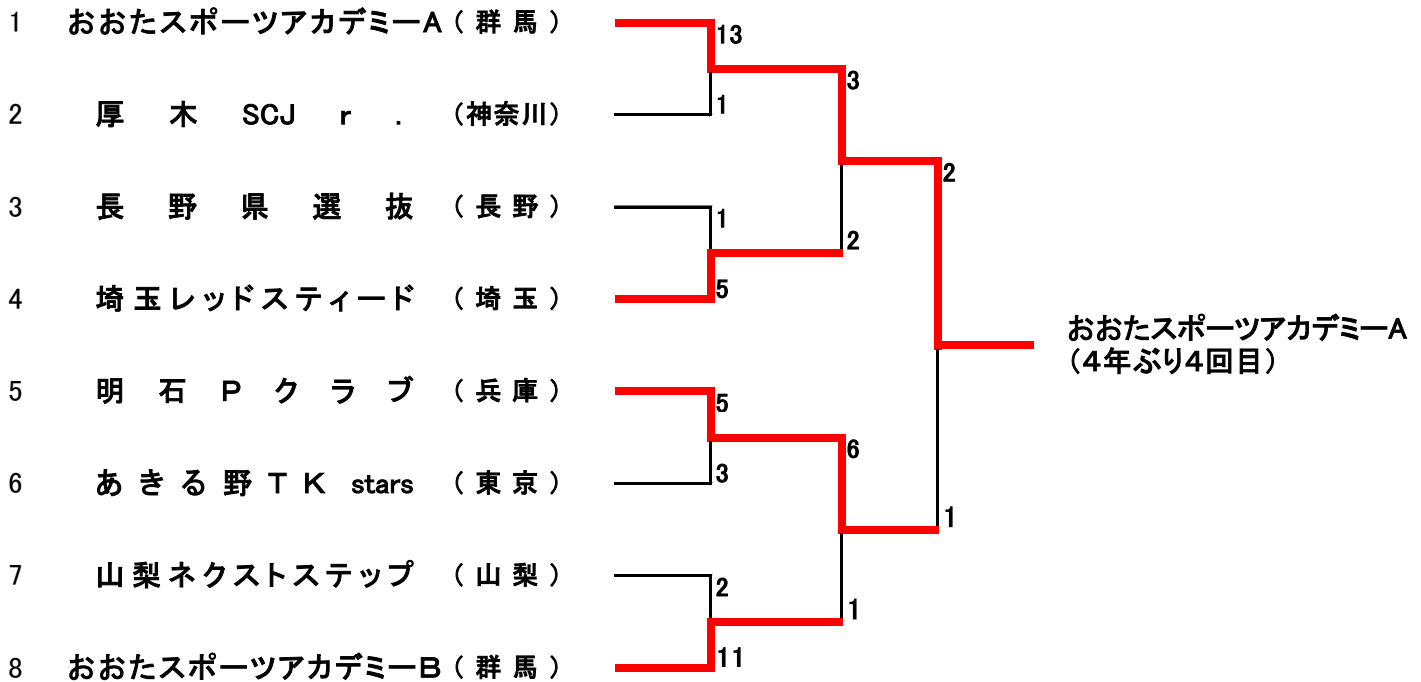 1 おおたスポーツアカデミーA（群馬）
13
3
2 厚木SCJr.（神奈川）
1
2
3 長野県選抜（長野）
1
2
4 埼玉レッドスティード（埼玉）
5
おおたスポーツアカデミーA
（4年ぶり4回目）
5 明石Pクラブ（兵庫）
5
6
6 あきる野TK stars（東京）
3
1
7 山梨ネクストステップ（山梨）
2
1
8 おおたスポーツアカデミーB（群馬）
11